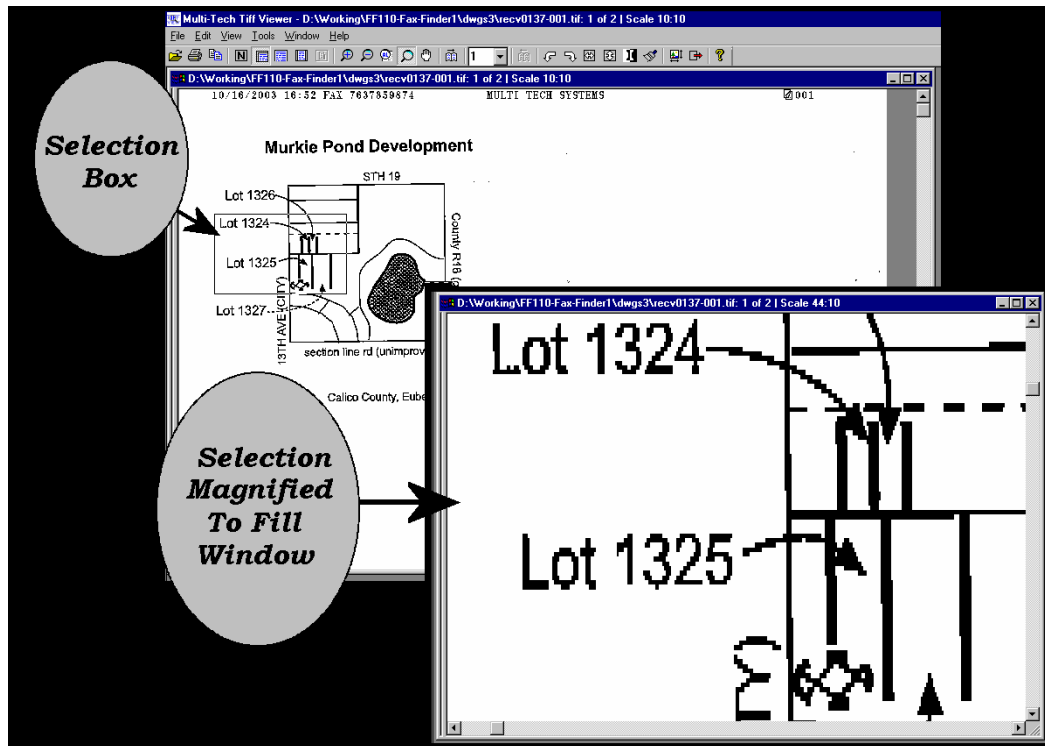 Multi-Tech Tiff Viewer - D:\Working\FF110-Fax-Finder1\dwgs3\recv0137-001.tif: 1 of 2 | Scale 10:10
File Edit View Tools Window Help
N 1
D:\Working\FF110-Fax-Finder1\dwgs3\recv0137-001.tif: 1 of 2 | Scale 10:10
10/16/2003 16:52 FAX 7637859874 MULTI TECH SYSTEMS 001
Selection
Box
Murkie Pond Development
STH 19
Lot 1326
Lot 1324
County R16
Lot 1325
Lot 1327
13TH AVE (CITY)
section line rd (unimprov
Calico County, Eube
Selection
Magnified
To Fill
Window
D:\Working\FF110-Fax-Finder1\dwgs3\recv0137-001.tif: 1 of 2 | Scale 44:10
Lot 1324
Lot 1325